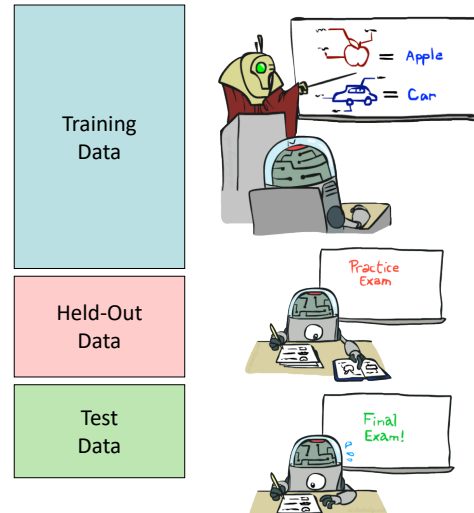 Training
Data
= Apple
= Car
Held-Out
Data
Practice
Exam
Test
Data
Final
Exam!